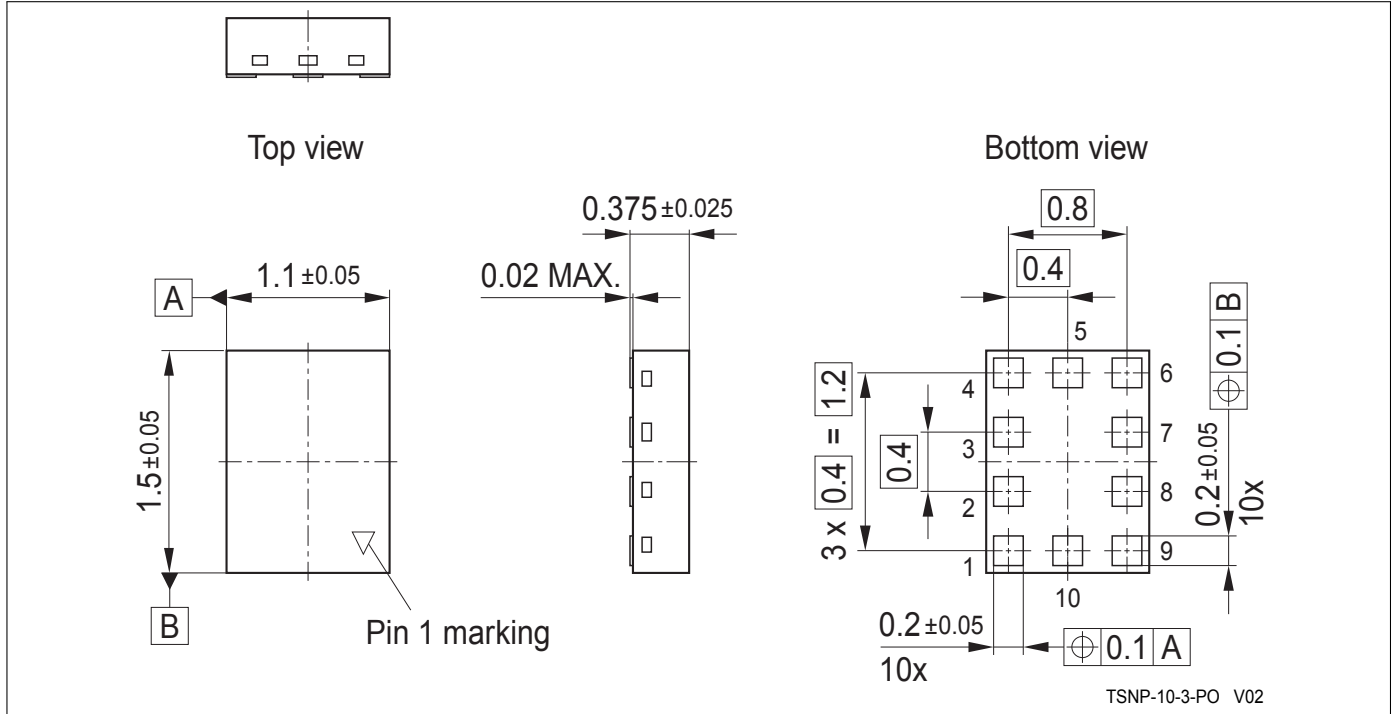 Top view
Bottom view
0.375 ±0.025
0.8
1.1 ±0.05
0.02 MAX.
0.4
A
5
⌖ 0.1 B
4
6
1.5 ±0.05
3 x 0.4 = 1.2
0.4
3
7
0.2 ±0.05
10x
2
8
1
9
10
B
Pin 1 marking
0.2 ±0.05
10x
⌖ 0.1 A
TSNP-10-3-PO V02